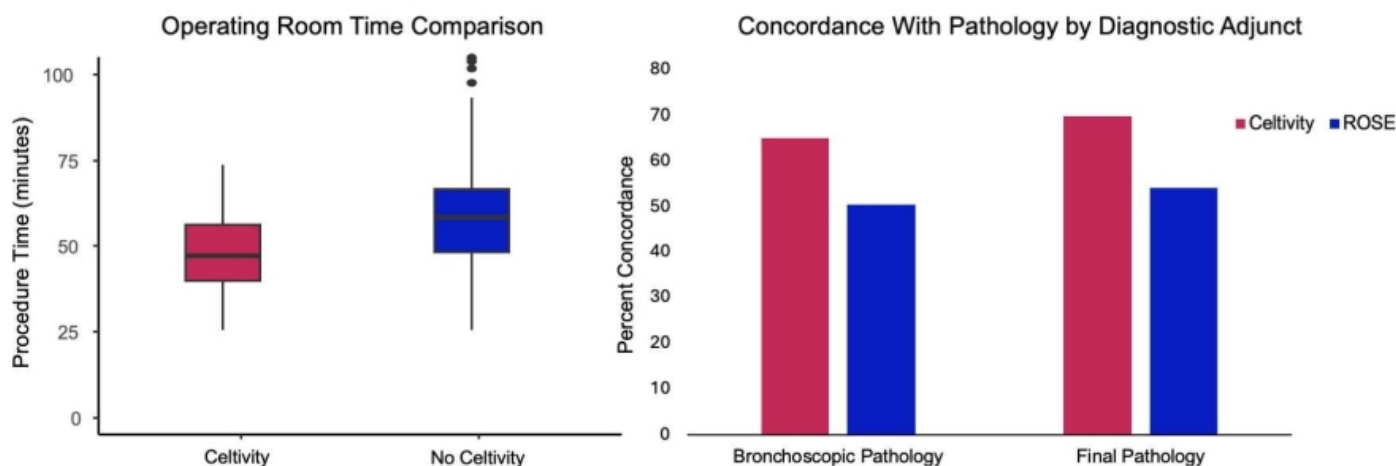 Operating Room Time Comparison
Procedure Time (minutes)
100
75
50
25
0
Celtivity
No Celtivity
Concordance With Pathology by Diagnostic Adjunct
Percent Concordance
80
70
60
50
40
30
20
10
0
Bronchoscopic Pathology
Final Pathology
Celtivity
ROSE